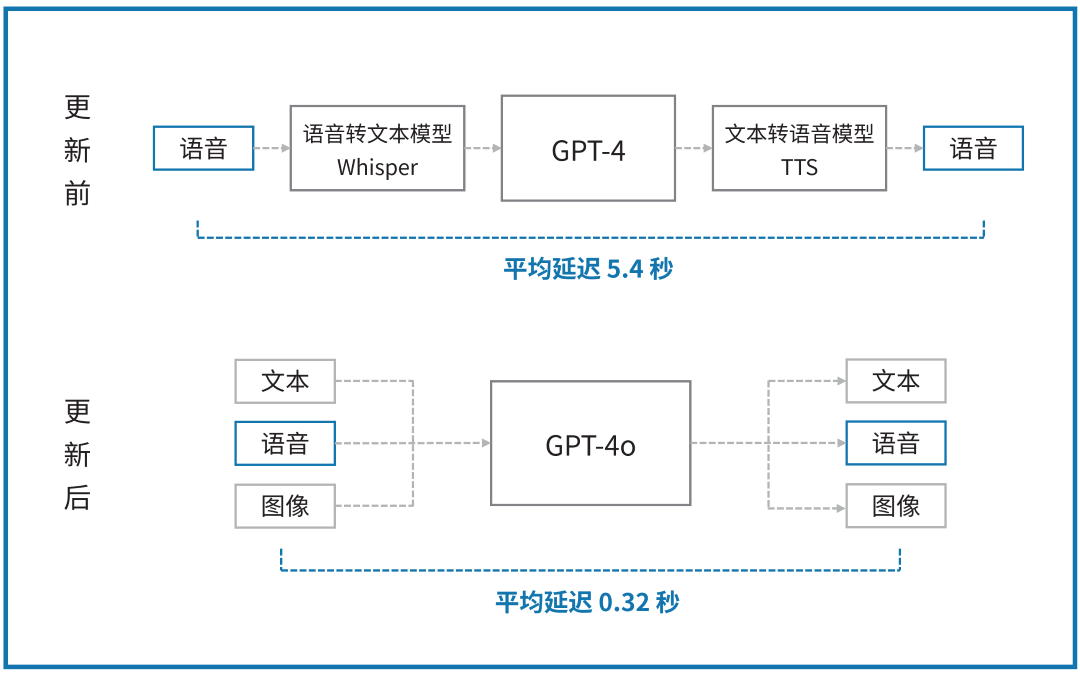 更新前
语音
语音转文本模型
Whisper
GPT-4
文本转语音模型
TTS
语音
平均延迟 5.4 秒
更新后
文本
语音
图像
GPT-4o
文本
语音
图像
平均延迟 0.32 秒